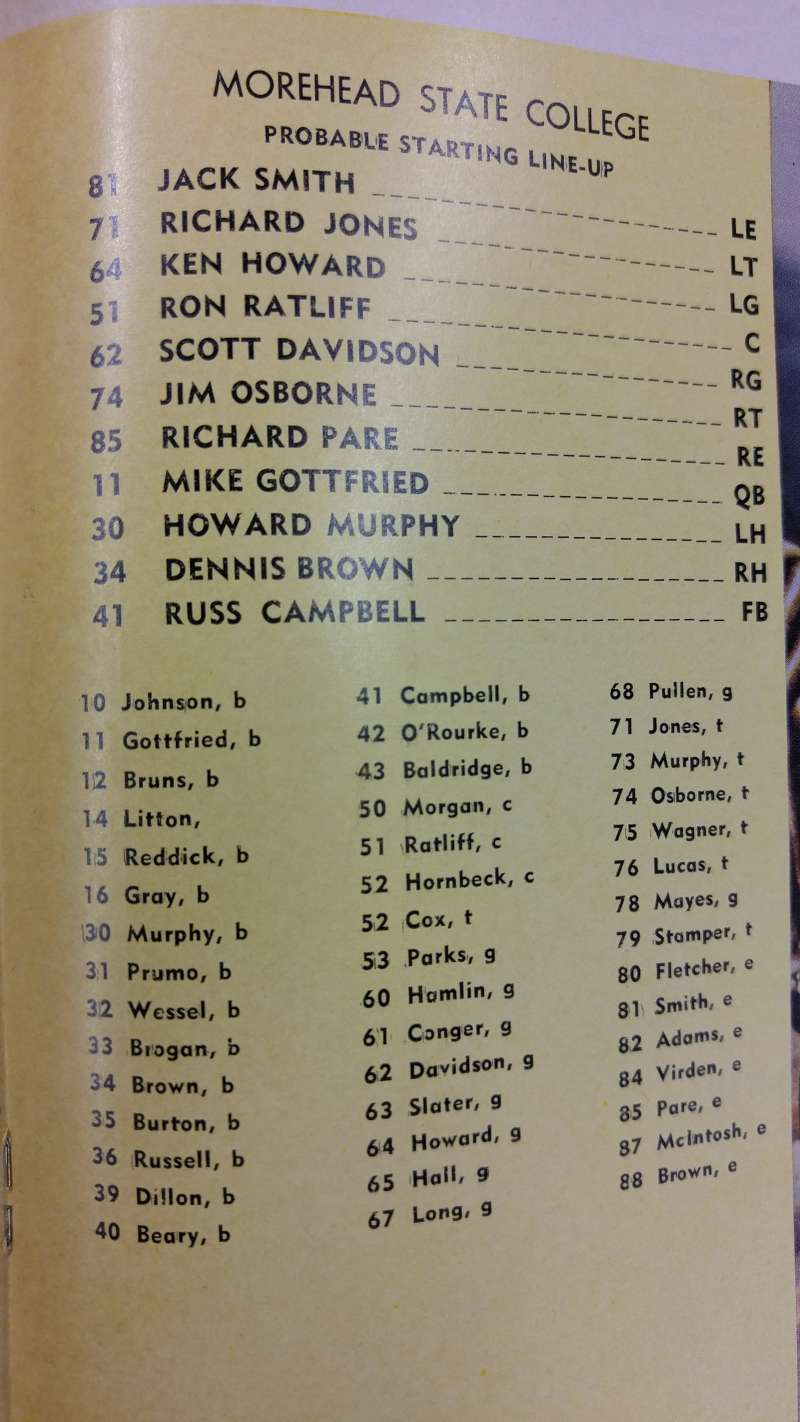 MOREHEAD STATE COLLEGE
PROBABLE STARTING LINE-UP
81 JACK SMITH LE
71 RICHARD JONES LT
64 KEN HOWARD LG
51 RON RATLIFF C
62 SCOTT DAVIDSON RG
74 JIM OSBORNE RT
85 RICHARD PARE RE
11 MIKE GOTTFRIED QB
30 HOWARD MURPHY LH
34 DENNIS BROWN RH
41 RUSS CAMPBELL FB
10 Johnson, b
11 Gottfried, b
12 Bruns, b
14 Litton,
15 Reddick, b
16 Gray, b
30 Murphy, b
31 Prumo, b
32 Wessel, b
33 Brogan, b
34 Brown, b
35 Burton, b
36 Russell, b
39 Dillon, b
40 Beary, b
41 Campbell, b
42 O'Rourke, b
43 Baldridge, b
50 Morgan, c
51 Ratliff, c
52 Hornbeck, c
52 Cox, t
53 Parks, g
60 Hamlin, g
61 Conger, g
62 Davidson, g
63 Slater, g
64 Howard, g
65 Hall, g
67 Long, g
68 Pullen, g
71 Jones, t
73 Murphy, t
74 Osborne, t
75 Wagner, t
76 Lucas, t
78 Mayes, g
79 Stamper, t
80 Fletcher, e
81 Smith, e
82 Adams, e
84 Virden, e
85 Pare, e
87 McIntosh, e
88 Brown, e